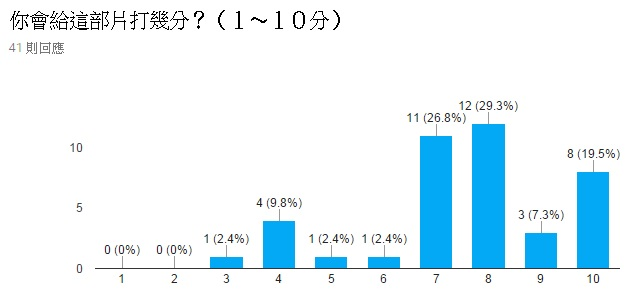 你會給這部片打幾分？（１～１０分）
41 則回應
12 (29.3%)
11 (26.8%)
10
8 (19.5%)
4 (9.8%)
5
3 (7.3%)
0 (0%) 0 (0%) 1 (2.4%) 1 (2.4%) 1 (2.4%)
0
1 2 3 4 5 6 7 8 9 10